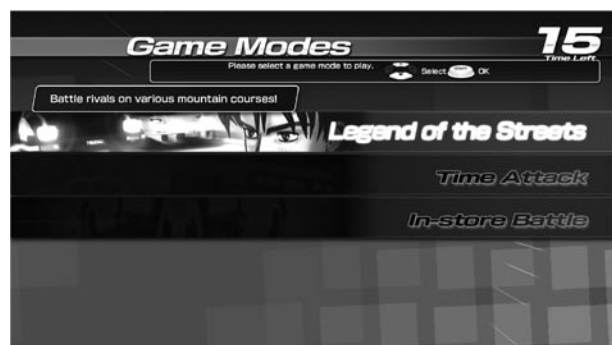 Game Modes
15
Time Left
Please select a game mode to play.
Select
OK
Battle rivals on various mountain courses!
Legend of the Streets
Time Attack
In-store Battle